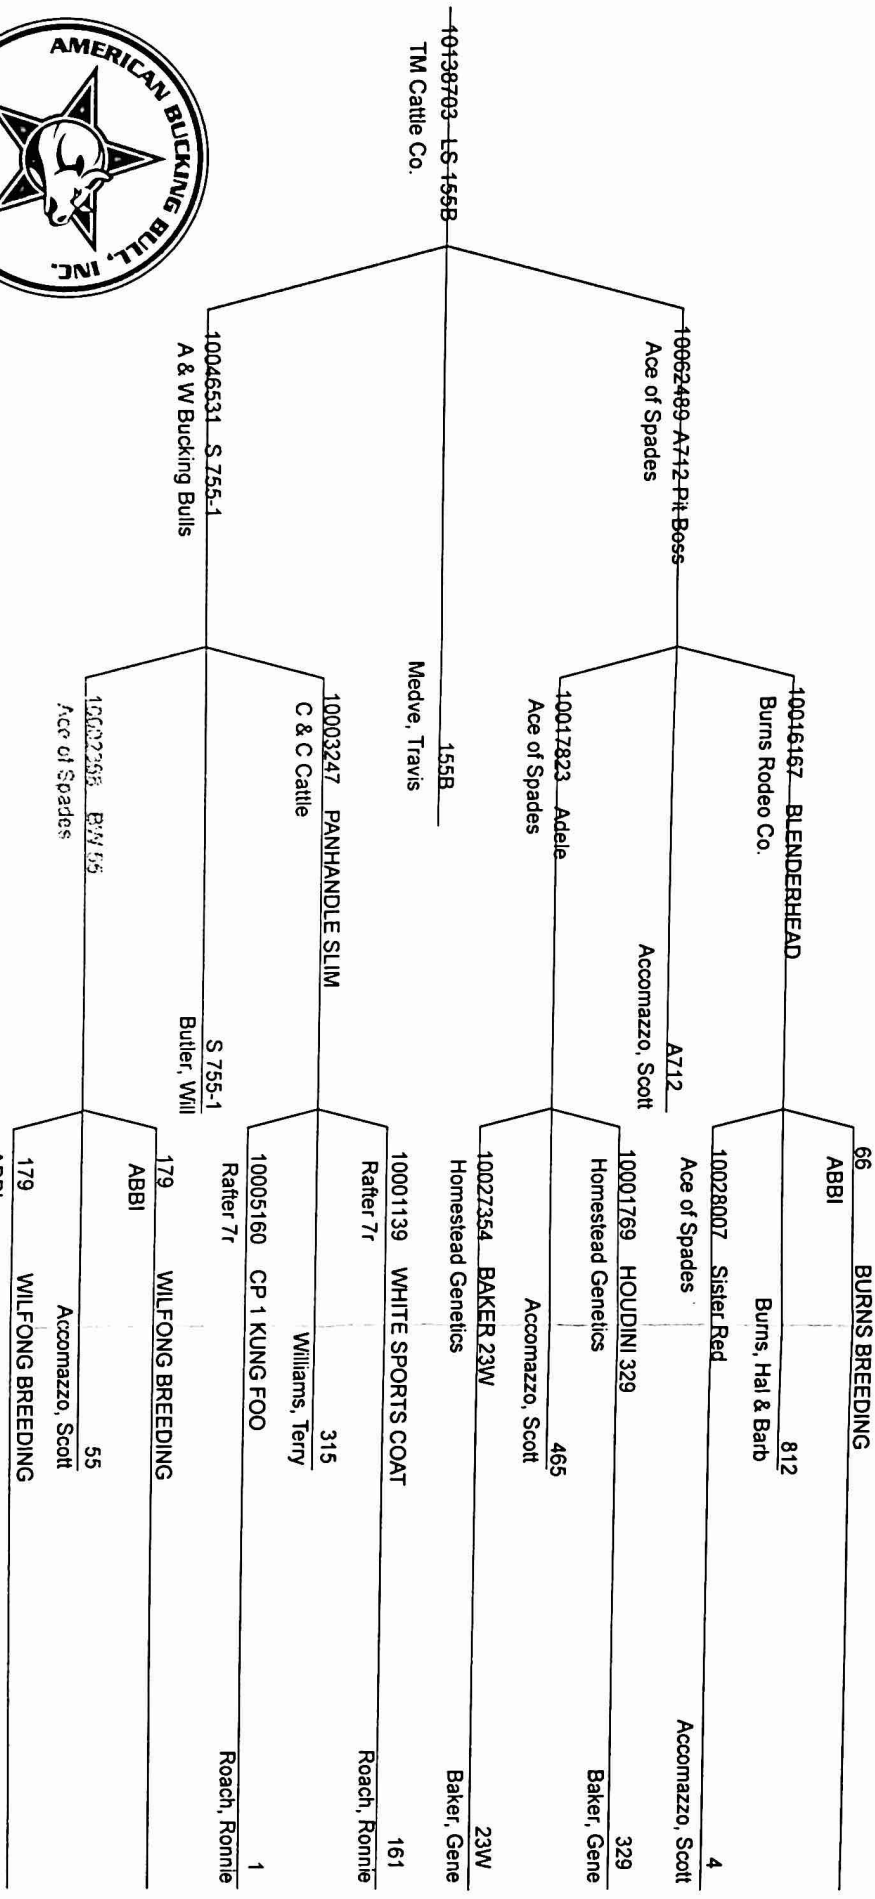 AMERICAN BUCKING BULL, INC.
10138703 LS 155B
TM Cattle Co.
155B
Medve, Travis
10062489 A712 Pit Boss
Ace of Spades
A712
Accomazzo, Scott
10046531 S 755-1
A & W Bucking Bulls
S 755-1
Butler, Will
10016167 BLENDERHEAD
Burns Rodeo Co.
812
Burns, Hal & Barb
10017823 Adele
Ace of Spades
465
Accomazzo, Scott
10003247 PANHANDLE SLIM
C & C Cattle
315
Williams, Terry
BW 55
Ace of Spades
55
Accomazzo, Scott
66 BURNS BREEDING
ABBI
10028007 Sister Red
Ace of Spades
4
Accomazzo, Scott
10001769 HOUDINI 329
Homestead Genetics
329
Baker, Gene
10027354 BAKER 23W
Homestead Genetics
23W
Baker, Gene
10001139 WHITE SPORTS COAT
Rafter 7r
161
Roach, Ronnie
10005160 CP 1 KUNG FOO
Rafter 7r
1
Roach, Ronnie
179 WILFONG BREEDING
ABBI
179 WILFONG BREEDING